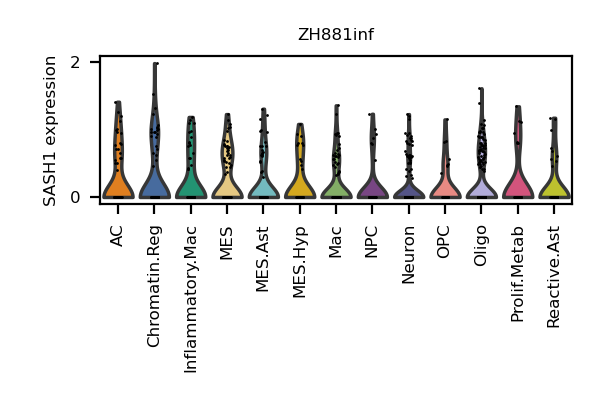 ZH881inf
SASH1 expression
2
0
AC
Chromatin.Reg
Inflammatory.Mac
MES
MES.Ast
MES.Hyp
Mac
NPC
Neuron
OPC
Oligo
Prolif.Metab
Reactive.Ast